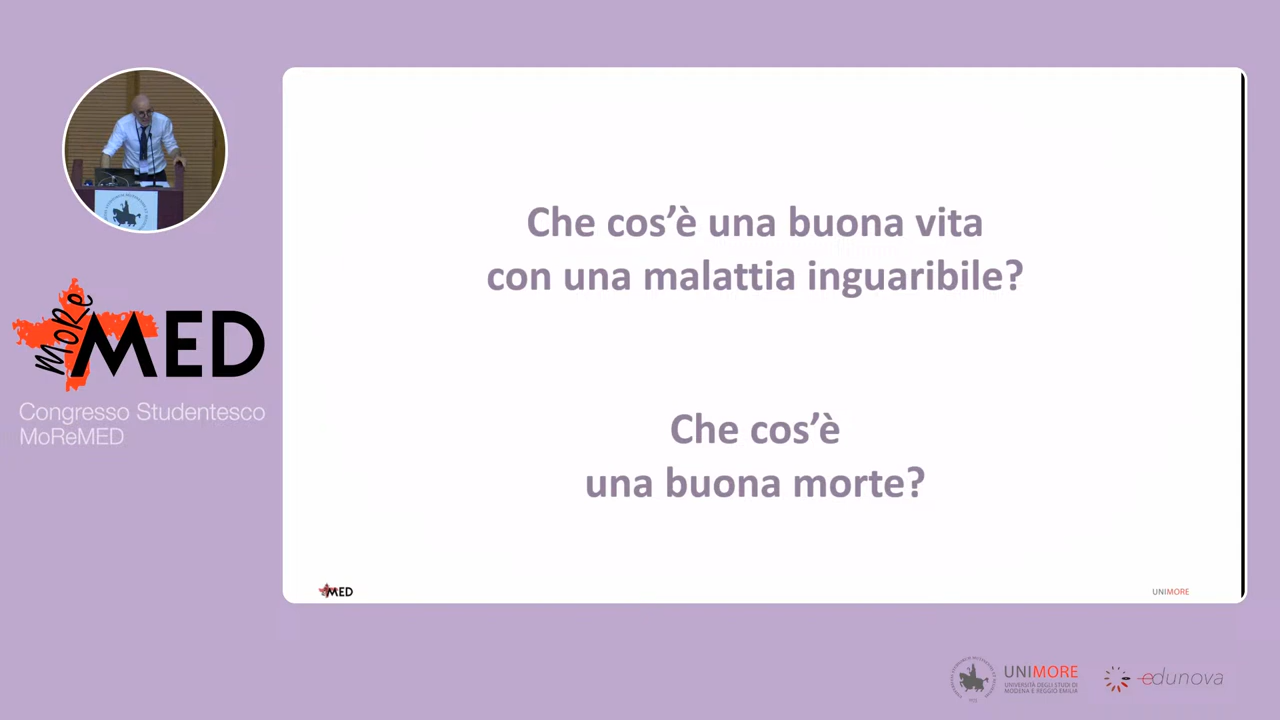 MoRe
MED
Congresso Studentesco
MoReMED
Che cos’è una buona vita
con una malattia inguaribile?
Che cos’è
una buona morte?
MED
UNIMORE
UNIMORE
UNIVERSITÀ DEGLI STUDI DI
MODENA E REGGIO EMILIA
edunova